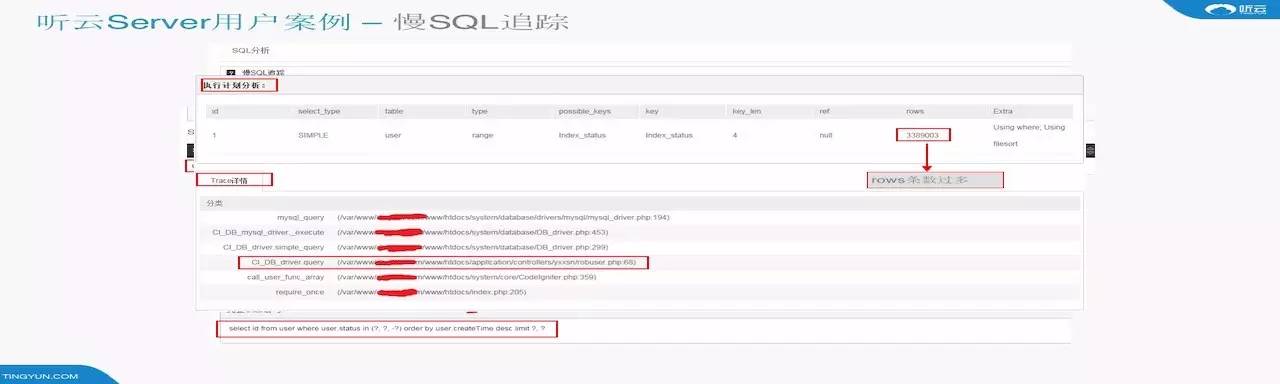 听云Server用户案例 – 慢SQL追踪
听云
SQL分析
慢SQL追踪
执行计划分析：
id select_type table type possible_keys key key_len ref rows Extra
1 SIMPLE user range Index_status Index_status 4 null 3389003 Using where; Using
filesort
Trace详情
rows条数过多
分类
mysql_query (/var/www/ /www/htdocs/system/database/drivers/mysql/mysql_driver.php:194)
CI_DB_mysql_driver._execute (/var/www/ /www/htdocs/system/database/DB_driver.php:453)
CI_DB_driver.simple_query (/var/www/ /www/htdocs/system/database/DB_driver.php:299)
CI_DB_driver.query (/var/www/ /www/htdocs/application/controllers/yxxsn/robuser.php:68)
call_user_func_array (/var/www/ /www/htdocs/system/core/CodeIgniter.php:359)
require_once (/var/www/ /www/htdocs/index.php:205)
select id from user where user.status in (?, ?, -?) order by user.createTime desc limit ?, ?
TINGYUN.COM